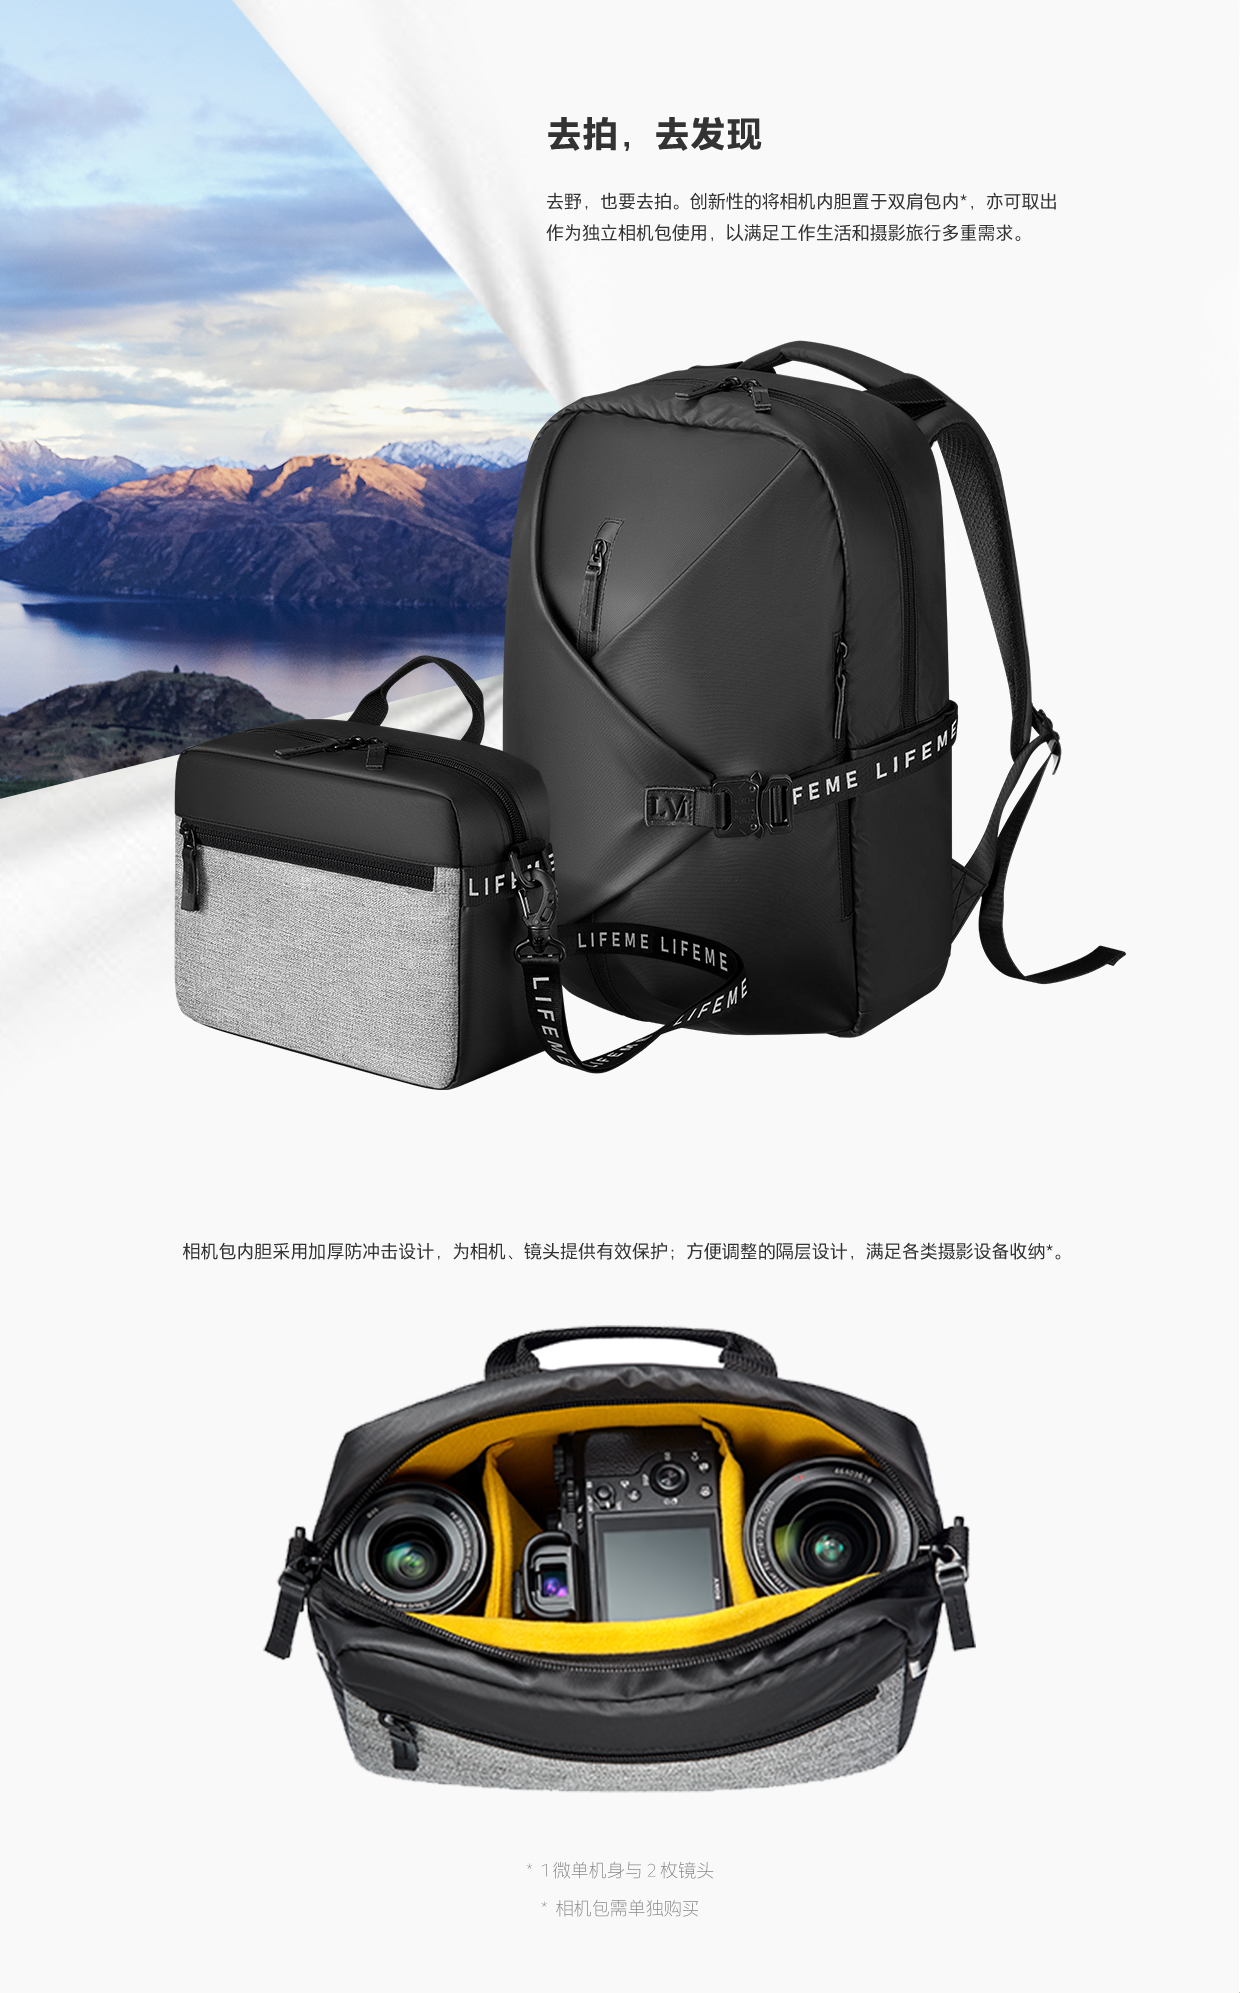 去拍，去发现
去野，也要去拍。创新性的将相机内胆置于双肩包内*，亦可取出
作为独立相机包使用，以满足工作生活和摄影旅行多重需求。
FEME LIFEME
LM
LIFEME
LIFEME LIFEME
LIFEME
LIFEME
LIFEME
相机包内胆采用加厚防冲击设计，为相机、镜头提供有效保护；方便调整的隔层设计，满足各类摄影设备收纳*。
SONY
* 1微单机身与 2 枚镜头
* 相机包需单独购买